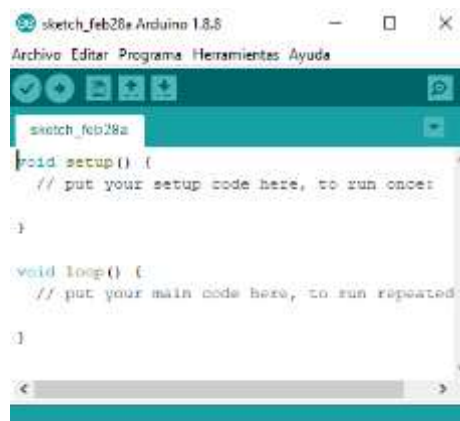 sketch_feb28a Arduino 1.8.8
Archivo Editar Programa Herramientas Ayuda
sketch_feb28a
void setup() {
// put your setup code here, to run once:
}
void loop() {
// put your main code here, to run repeated
}